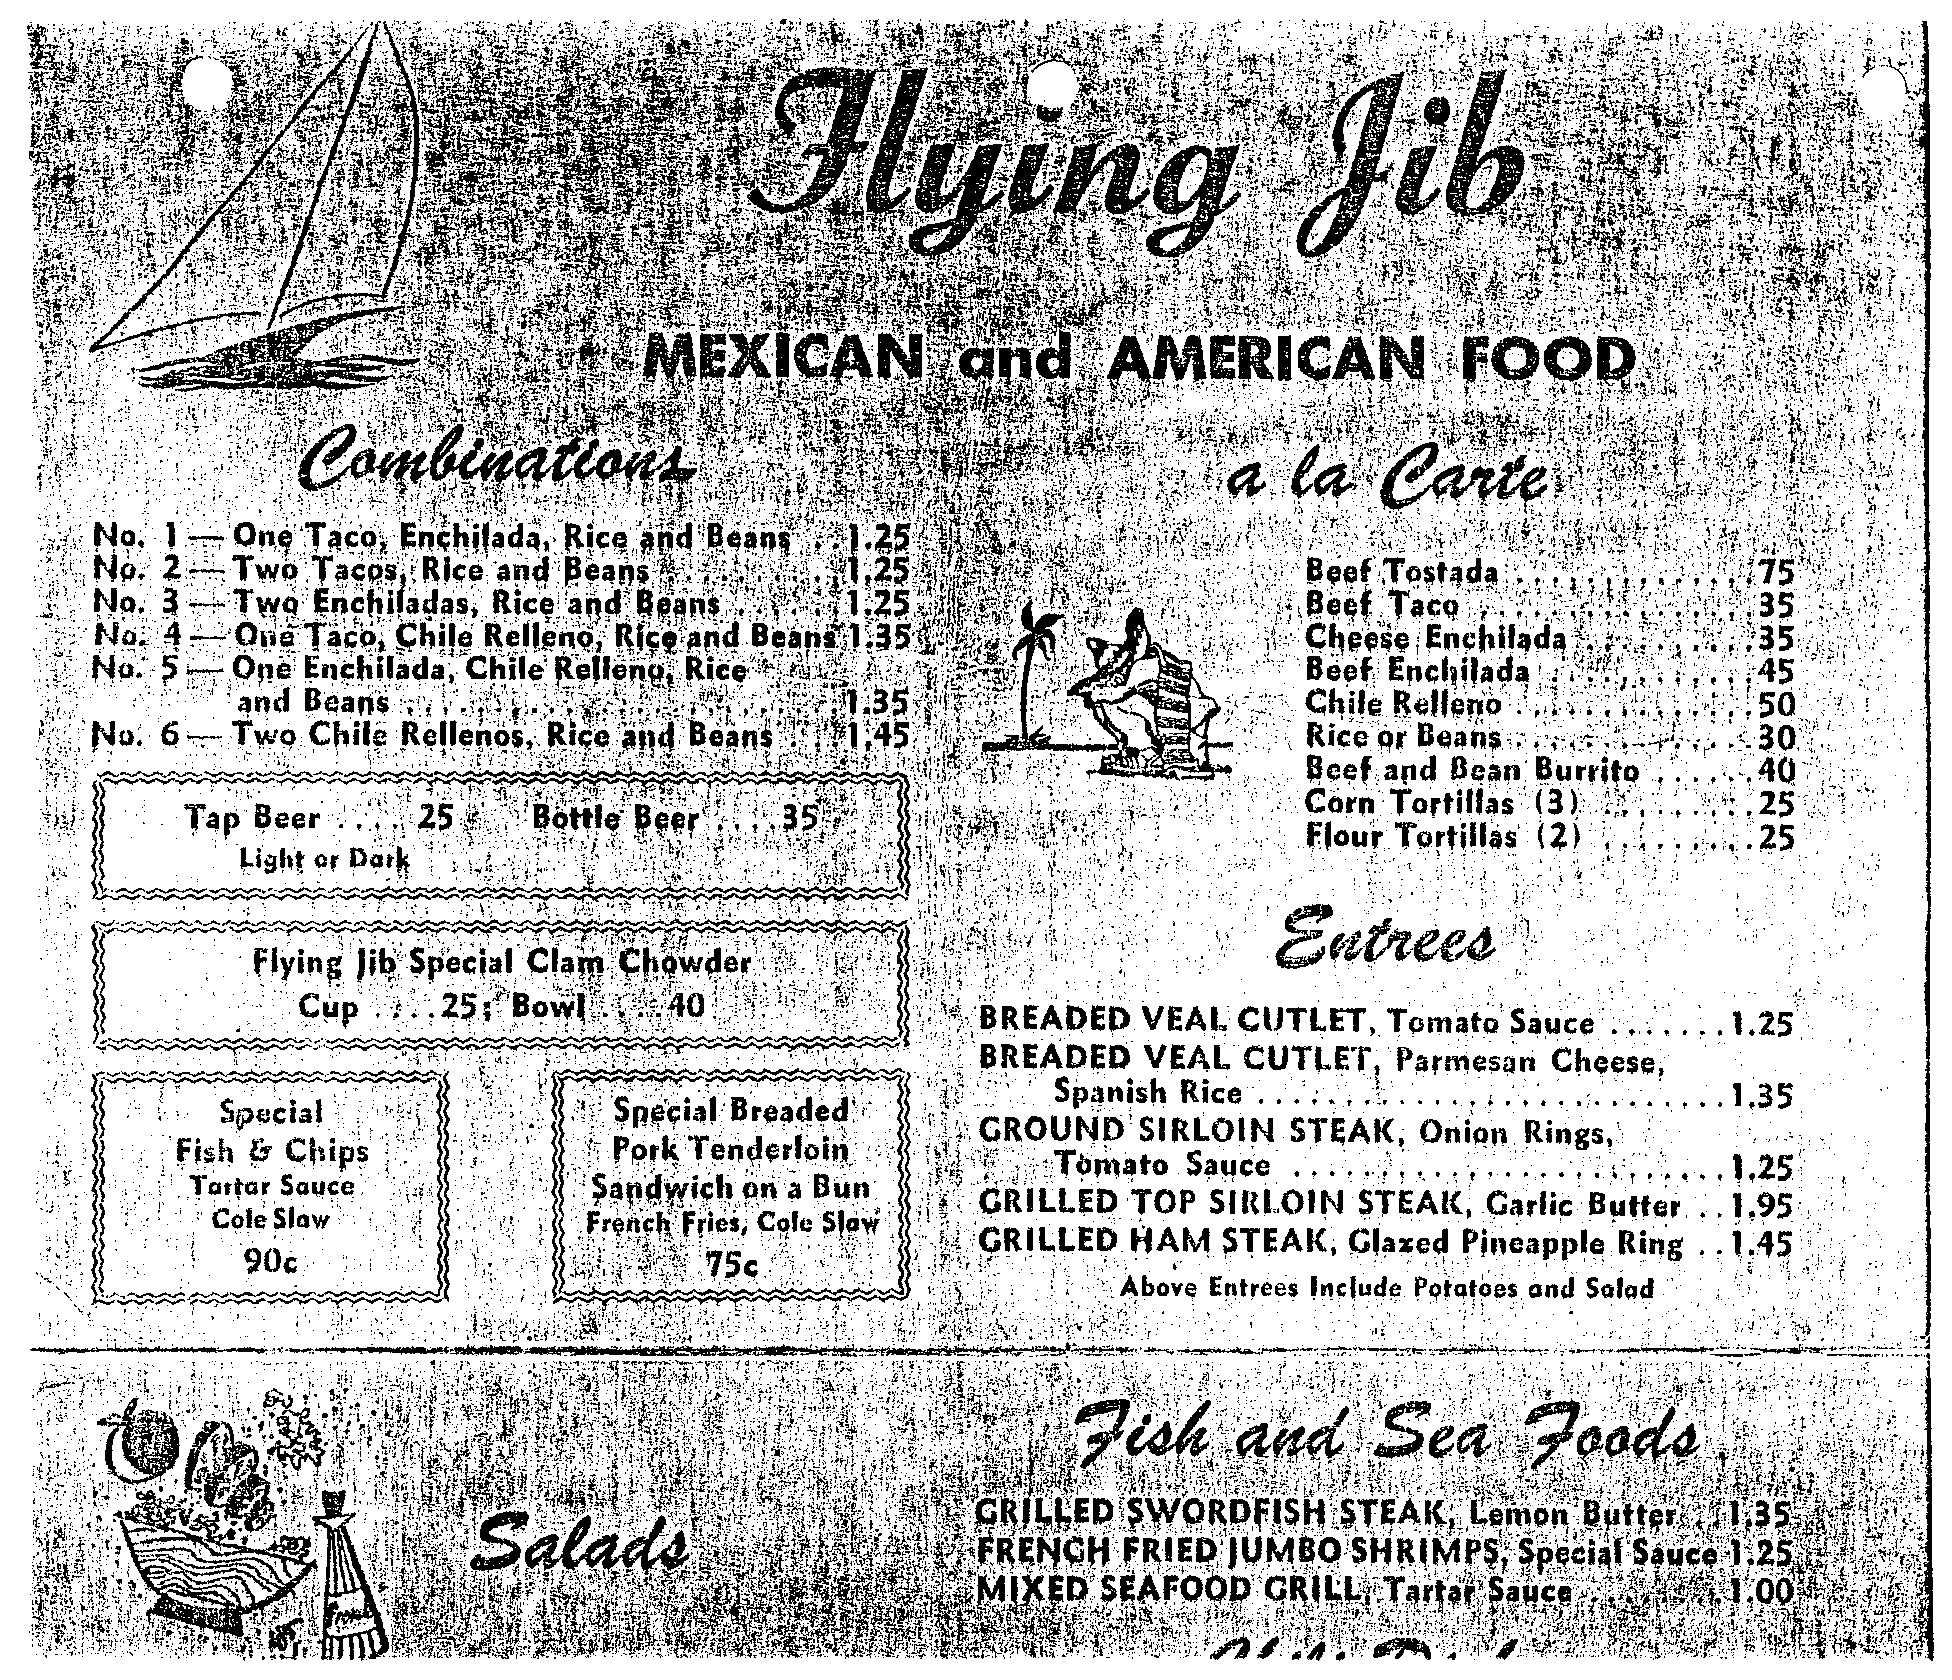 Flying Jib
MEXICAN and AMERICAN FOOD
Combinations
No. 1 — One Taco, Enchilada, Rice and Beans . . 1.25
No. 2 — Two Tacos, Rice and Beans . . . . . . . . . . 1.25
No. 3 — Two Enchiladas, Rice and Beans . . . . . . 1.25
No. 4 — One Taco, Chile Relleno, Rice and Beans 1.35
No. 5 — One Enchilada, Chile Relleno, Rice
and Beans . . . . . . . . . . . . . . . . . . . . . . . . . 1.35
No. 6 — Two Chile Rellenos, Rice and Beans . . . 1.45
Tap Beer . . . . . 25 Bottle Beer . . . . 35
Light or Dark
Flying Jib Special Clam Chowder
Cup . . . . 25; Bowl . . . . 40
Special
Fish & Chips
Tartar Sauce
Cole Slaw
90c
Special Breaded
Pork Tenderloin
Sandwich on a Bun
French Fries, Cole Slaw
75c
a la Carte
Beef Tostada . . . . . . . . . . . . . . 75
Beef Taco . . . . . . . . . . . . . . . . 35
Cheese Enchilada . . . . . . . . . . 35
Beef Enchilada . . . . . . . . . . . . 45
Chile Relleno . . . . . . . . . . . . . . 50
Rice or Beans . . . . . . . . . . . . . . 30
Beef and Bean Burrito . . . . . . 40
Corn Tortillas (3) . . . . . . . . . 25
Flour Tortillas (2) . . . . . . . . . 25
Entrees
BREADED VEAL CUTLET, Tomato Sauce . . . . . . . 1.25
BREADED VEAL CUTLET, Parmesan Cheese,
Spanish Rice . . . . . . . . . . . . . . . . . . . . . . . . . . . 1.35
GROUND SIRLOIN STEAK, Onion Rings,
Tomato Sauce . . . . . . . . . . . . . . . . . . . . . . . . . 1.25
GRILLED TOP SIRLOIN STEAK, Garlic Butter . . 1.95
GRILLED HAM STEAK, Glazed Pineapple Ring . . 1.45
Above Entrees Include Potatoes and Salad
Salads
Fish and Sea Foods
GRILLED SWORDFISH STEAK, Lemon Butter . . 1.35
FRENCH FRIED JUMBO SHRIMPS, Special Sauce 1.25
MIXED SEAFOOD GRILL, Tartar Sauce . . . . . . . . 1.00